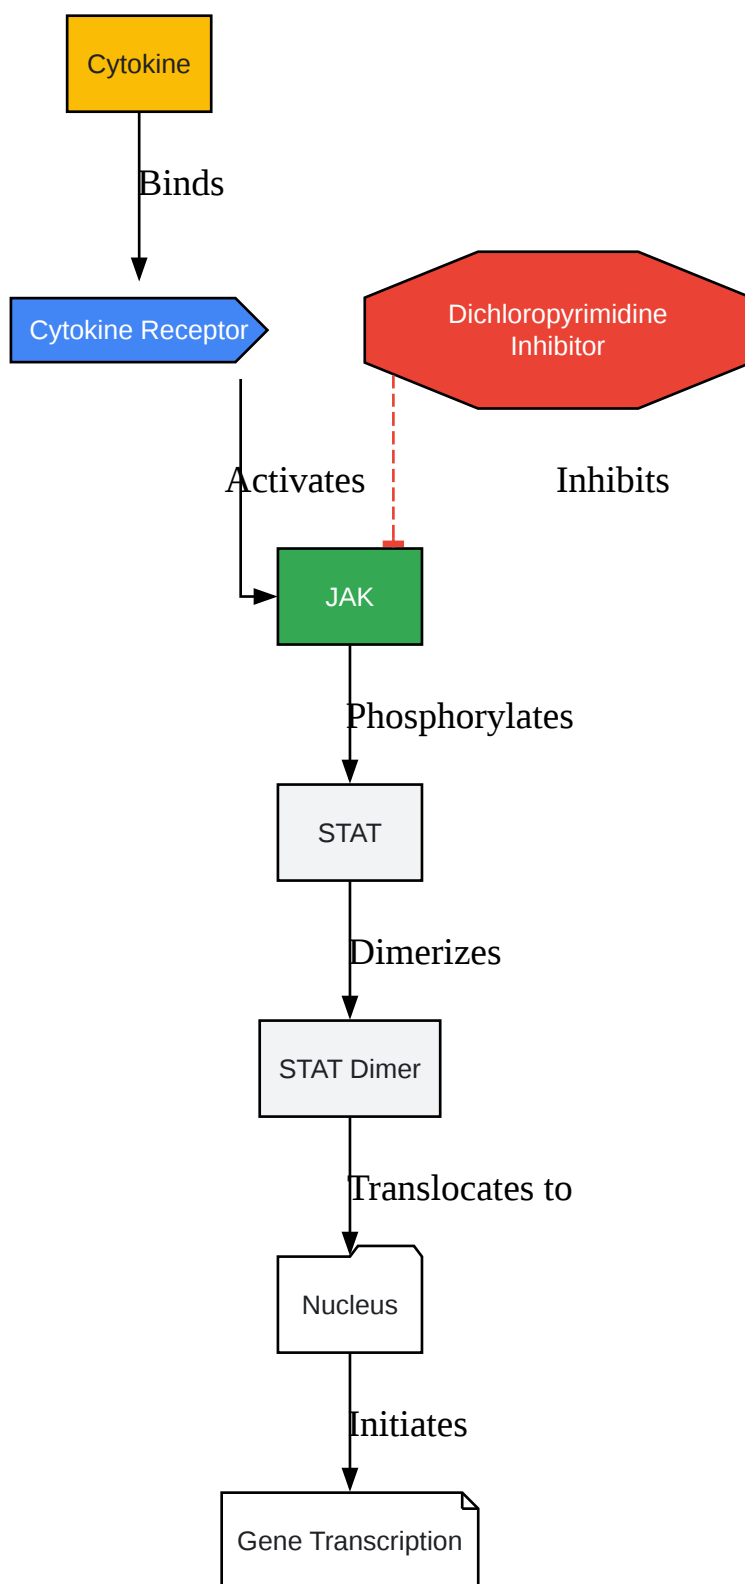 Cytokine
Binds
Cytokine Receptor
Dichloropyrimidine
Inhibitor
Activates
Inhibits
JAK
Phosphorylates
STAT
Dimerizes
STAT Dimer
Translocates to
Nucleus
Initiates
Gene Transcription